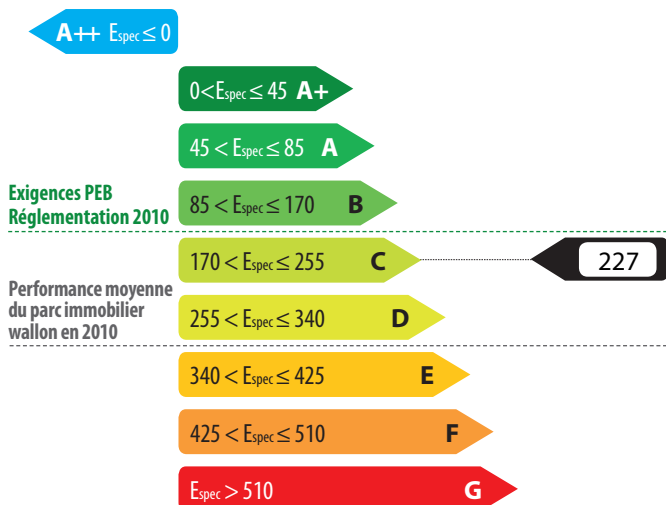 A++ Espec ≤ 0
0<Espec ≤ 45 A+
45 < Espec ≤ 85 A
Exigences PEB
Réglementation 2010
85 < Espec ≤ 170 B
170 < Espec ≤ 255 C
227
Performance moyenne
du parc immobilier
wallon en 2010
255 < Espec ≤ 340 D
340 < Espec ≤ 425 E
425 < Espec ≤ 510 F
Espec > 510 G